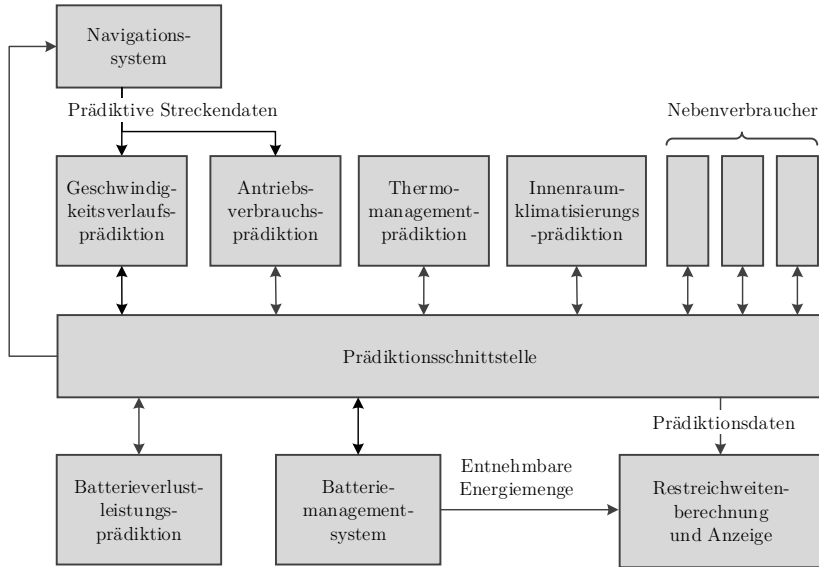 Navigations-
system
Prädiktive Streckendaten
Nebenverbraucher
Geschwindig-
keitsverlaufs-
prädiktion
Antriebs-
verbrauchs-
prädiktion
Thermo-
management-
prädiktion
Innenraum-
klimatisierungs
-prädiktion
Prädiktionsschnittstelle
Prädiktionsdaten
Batterieverlust-
leistungs-
prädiktion
Batterie-
management-
system
Entnehmbare
Energiemenge
Restreichweiten-
berechnung
und Anzeige